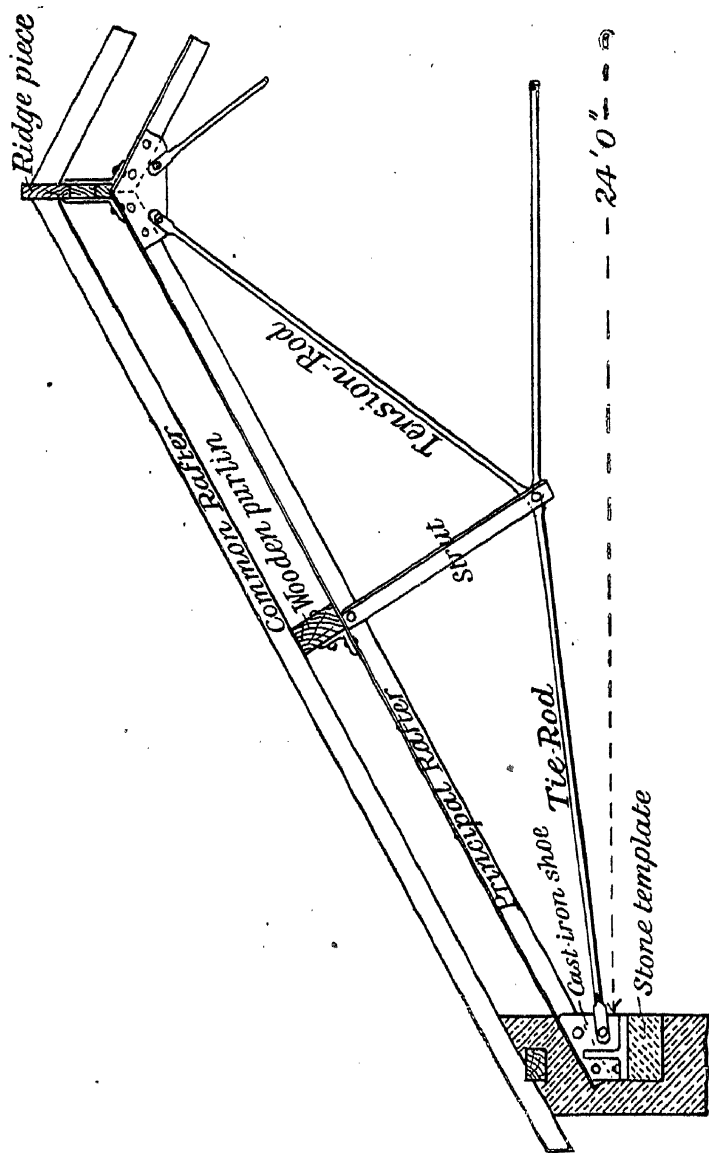 Ridge piece
Common Rafter
Wooden purlin
Tension-Rod
24'0"
Strut
Principal Rafter
Tie-Rod
Cast-iron shoe
Stone template